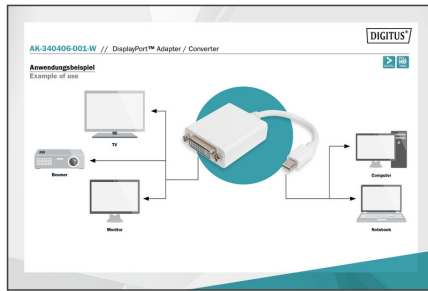 DIGITUS®
AK-340406-001-W // DisplayPort™ Adapter / Converter
Anwendungsbeispiel
Example of use
TV
Beamer
Monitor
Computer
Notebook